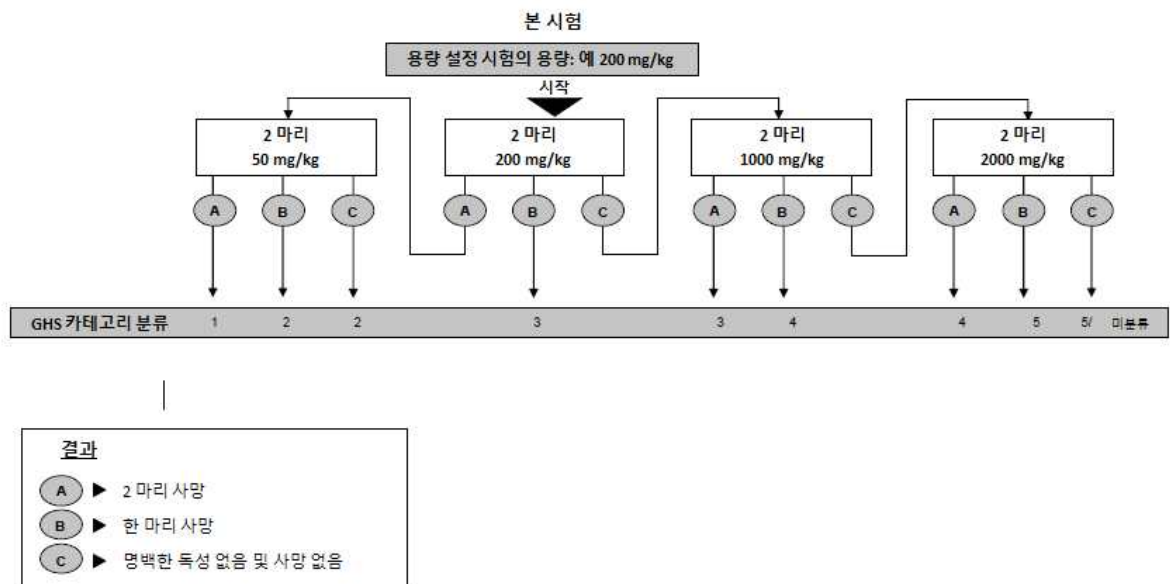 본 시험
용량 설정 시험의 용량: 예 200 mg/kg
시작
2 마리
50 mg/kg
2 마리
200 mg/kg
2 마리
1000 mg/kg
2 마리
2000 mg/kg
A B C A B C A B C A B C
GHS 카테고리 분류 1 2 2 3 3 4 4 5 5/ 미분류
결과
A ▶ 2 마리 사망
B ▶ 한 마리 사망
C ▶ 명백한 독성 없음 및 사망 없음